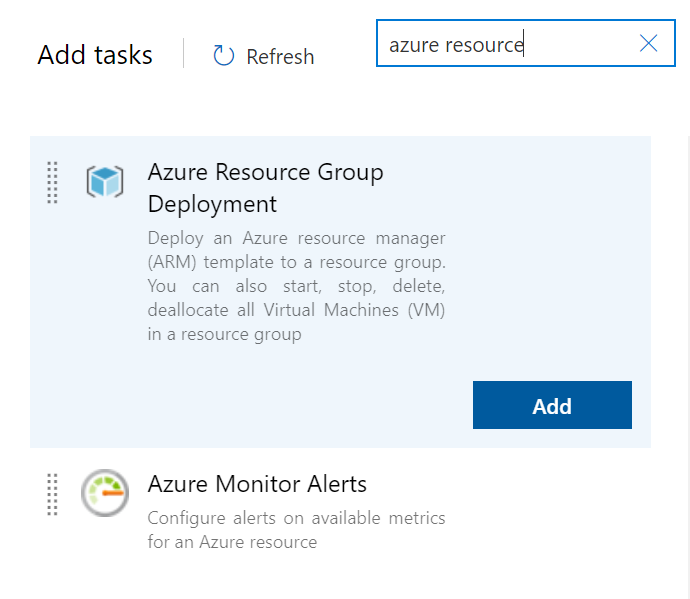 Add tasks
Refresh
azure resource
Azure Resource Group
Deployment
Deploy an Azure resource manager
(ARM) template to a resource group.
You can also start, stop, delete,
deallocate all Virtual Machines (VM)
in a resource group
Add
Azure Monitor Alerts
Configure alerts on available metrics
for an Azure resource